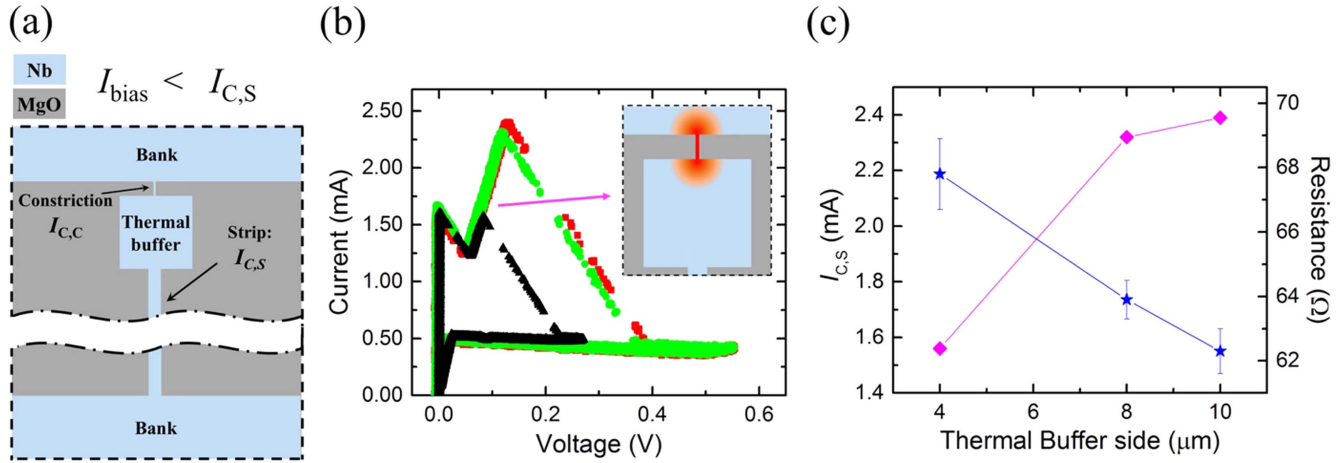 (a)
Nb
MgO
I_bias < I_C,S
Bank
Constriction
I_C,C
Thermal
buffer
Strip:
I_C,S
Bank
(b)
Current (mA)
2.50
2.00
1.50
1.00
0.50
0.00
0.0 0.2 0.4 0.6
Voltage (V)
(c)
I_C,S (mA)
2.4
2.2
2.0
1.8
1.6
1.4
4 6 8 10
Thermal Buffer side (μm)
70
68
66
64
62
Resistance (Ω)